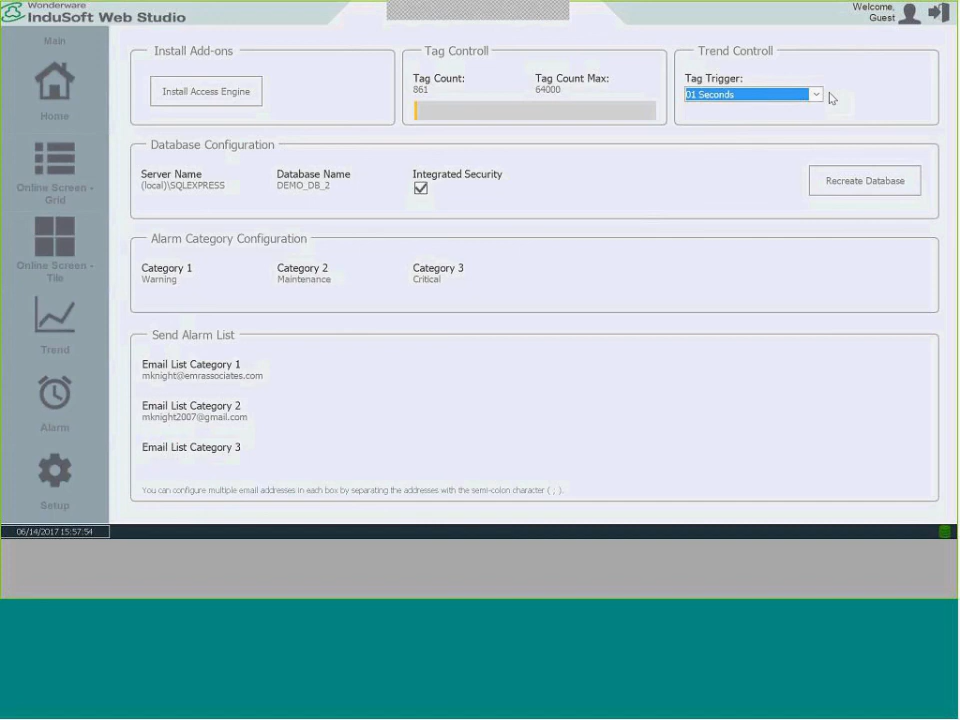 Wonderware
InduSoft Web Studio
Welcome,
Guest
Main
Home
Online Screen -
Grid
Online Screen -
Tile
Trend
Alarm
Setup
Install Add-ons
Install Access Engine
Tag Controll
Tag Count:
861
Tag Count Max:
64000
Trend Controll
Tag Trigger:
01 Seconds
Database Configuration
Server Name
(local)\SQLEXPRESS
Database Name
DEMO_DB_2
Integrated Security
Recreate Database
Alarm Category Configuration
Category 1
Warning
Category 2
Maintenance
Category 3
Critical
Send Alarm List
Email List Category 1
mknight@emrassociates.com
Email List Category 2
mknight2007@gmail.com
Email List Category 3
You can configure multiple email addresses in each box by separating the addresses with the semi-colon character ( ; ).
06/14/2017 15:57:54